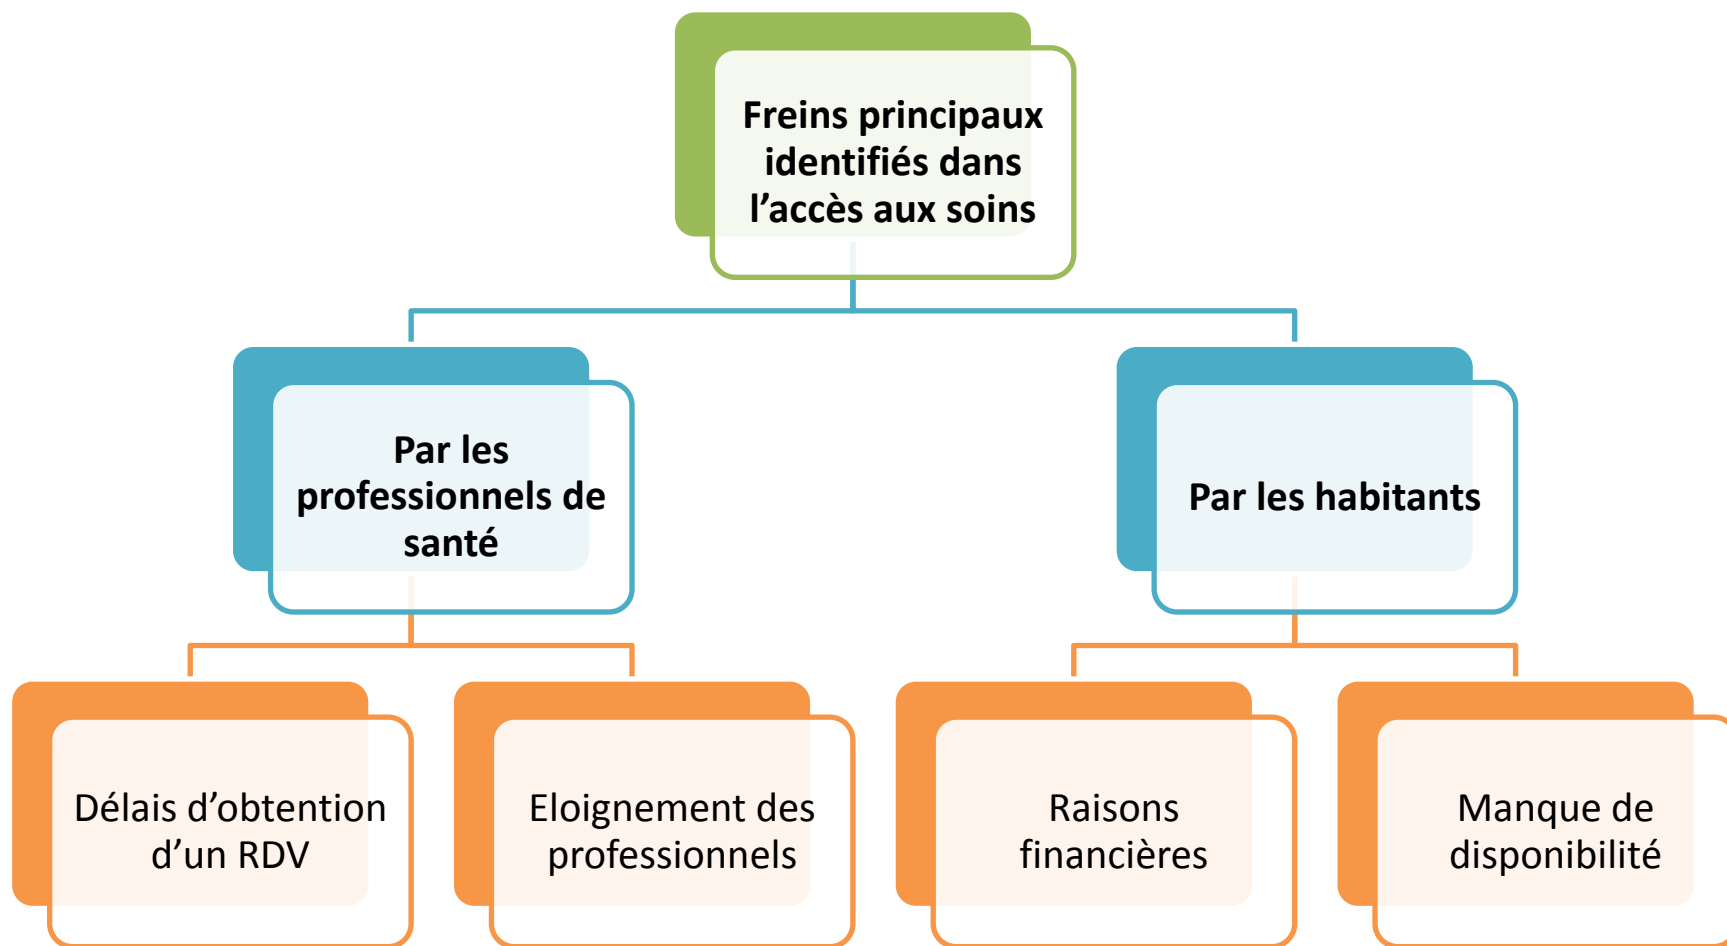 Freins principaux
identifiés dans
l’accès aux soins
Par les
professionnels de
santé
Par les habitants
Délais d’obtention
d’un RDV
Eloignement des
professionnels
Raisons
financières
Manque de
disponibilité